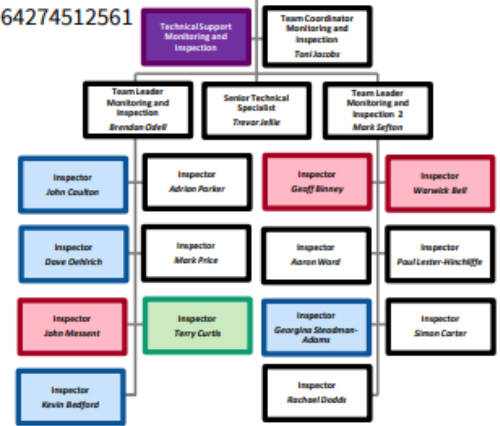 64274512561
Technical Support
Monitoring and
Inspection
Team Coordinator
Monitoring and
Inspection
Toni Jacobs
Team Leader
Monitoring and
Inspection
Brendan Odell
Senior Technical
Specialist
Trevor Jellie
Team Leader
Monitoring and
Inspection 2
Mark Sefton
Inspector
John Coulton
Inspector
Adrian Parker
Inspector
Geoff Binney
Inspector
Warwick Bell
Inspector
Dave Oehlrich
Inspector
Mark Price
Inspector
Aaron Ward
Inspector
Paul Lester-Hinchliffe
Inspector
John Messent
Inspector
Terry Curtis
Inspector
Georgina Steadman-
Adams
Inspector
Simon Carter
Inspector
Kevin Bedford
Inspector
Rachael Dodds